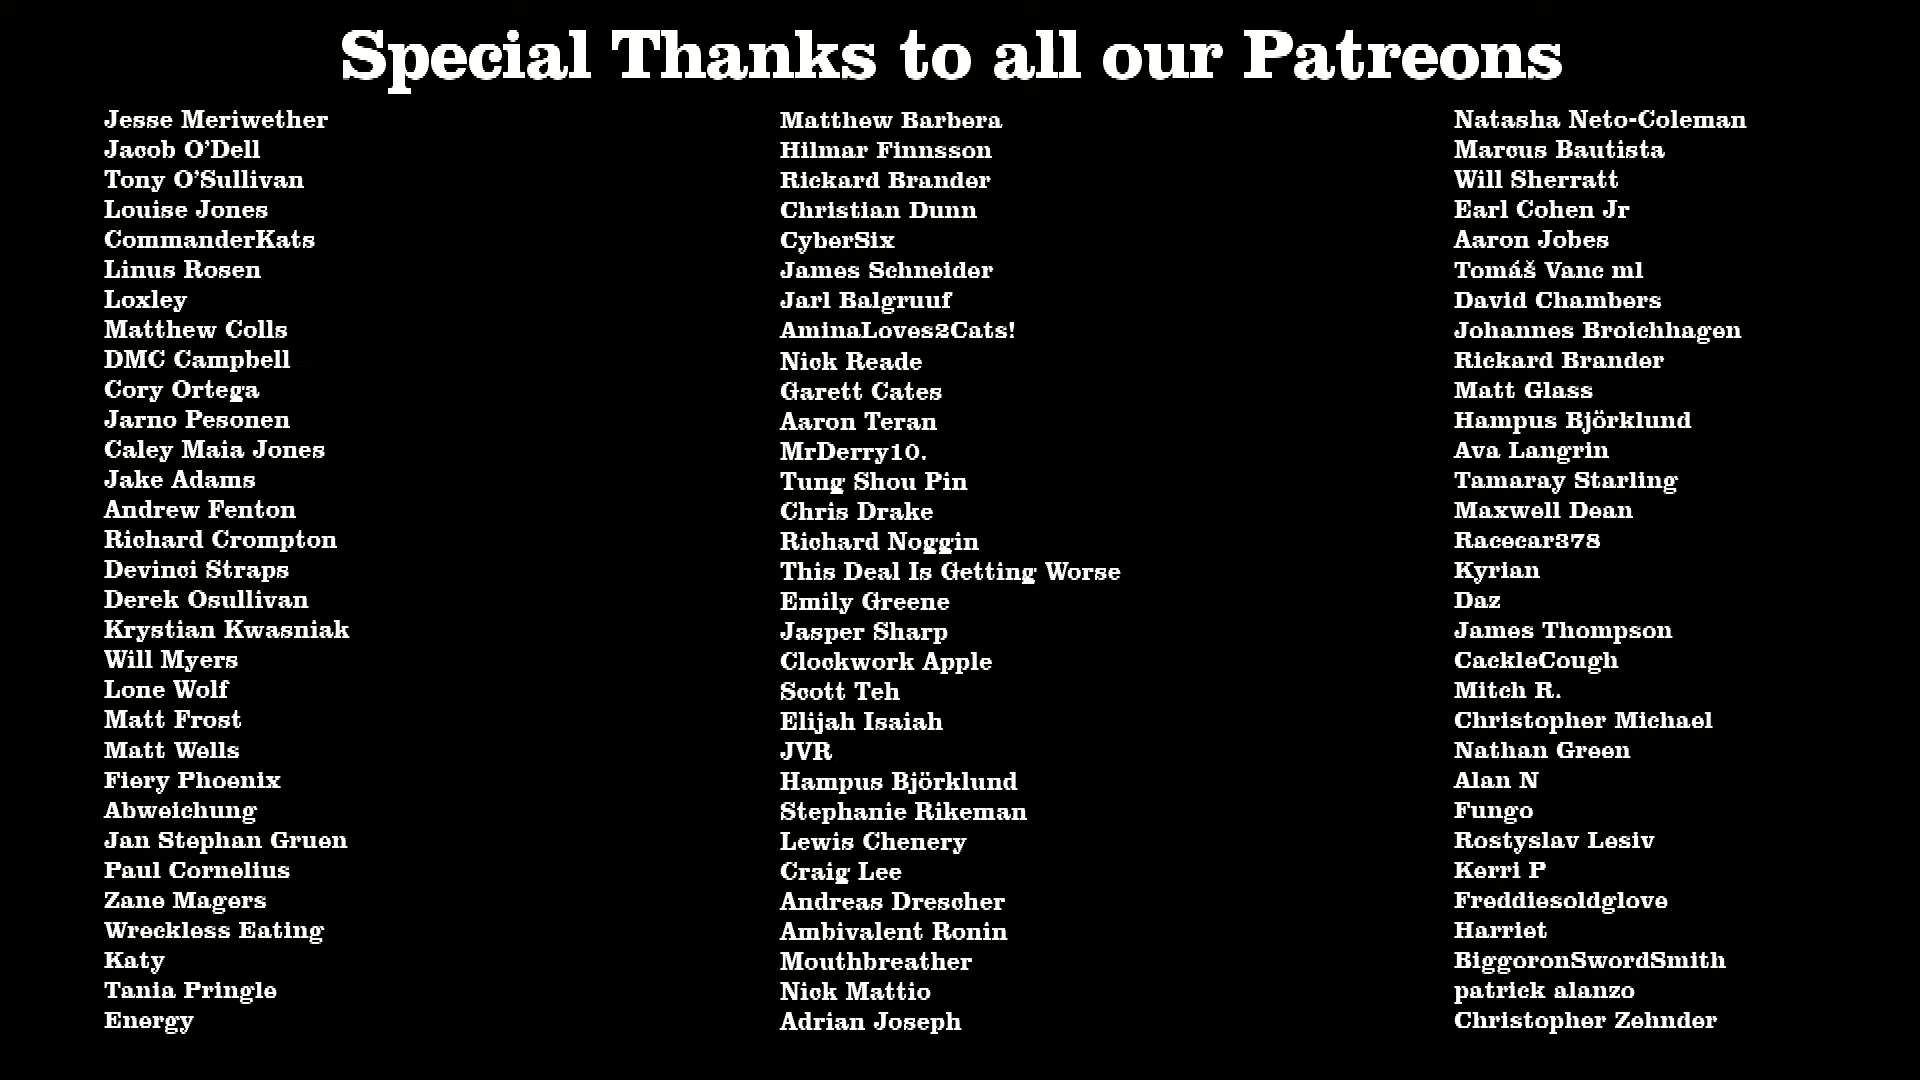 Special Thanks to all our Patreons
Jesse Meriwether
Jacob O'Dell
Tony O'Sullivan
Louise Jones
CommanderKats
Linus Rosen
Loxley
Matthew Colls
DMC Campbell
Cory Ortega
Jarno Pesonen
Caley Maia Jones
Jake Adams
Andrew Fenton
Richard Crompton
Devinci Straps
Derek Osullivan
Krystian Kwasniak
Will Myers
Lone Wolf
Matt Frost
Matt Wells
Fiery Phoenix
Abweichung
Jan Stephan Gruen
Paul Cornelius
Zane Magers
Wreckless Eating
Katy
Tania Pringle
Energy
Matthew Barbera
Hilmar Finnsson
Rickard Brander
Christian Dunn
CyberSix
James Schneider
Jarl Balgruuf
AminaLoves2Cats!
Nick Reade
Garett Cates
Aaron Teran
MrDerry10.
Tung Shou Pin
Chris Drake
Richard Noggin
This Deal Is Getting Worse
Emily Greene
Jasper Sharp
Clockwork Apple
Scott Teh
Elijah Isaiah
JVR
Hampus Björklund
Stephanie Rikeman
Lewis Chenery
Craig Lee
Andreas Drescher
Ambivalent Ronin
Mouthbreather
Nick Mattio
Adrian Joseph
Natasha Neto-Coleman
Marcus Bautista
Will Sherratt
Earl Cohen Jr
Aaron Jobes
Tomáš Vanc ml
David Chambers
Johannes Broichhagen
Rickard Brander
Matt Glass
Hampus Björklund
Ava Langrin
Tamaray Starling
Maxwell Dean
Racecar378
Kyrian
Daz
James Thompson
CackleCough
Mitch R.
Christopher Michael
Nathan Green
Alan N
Fungo
Rostyslav Lesiv
Kerri P
Freddiesoldglove
Harriet
BiggoronSwordSmith
patrick alanzo
Christopher Zehnder